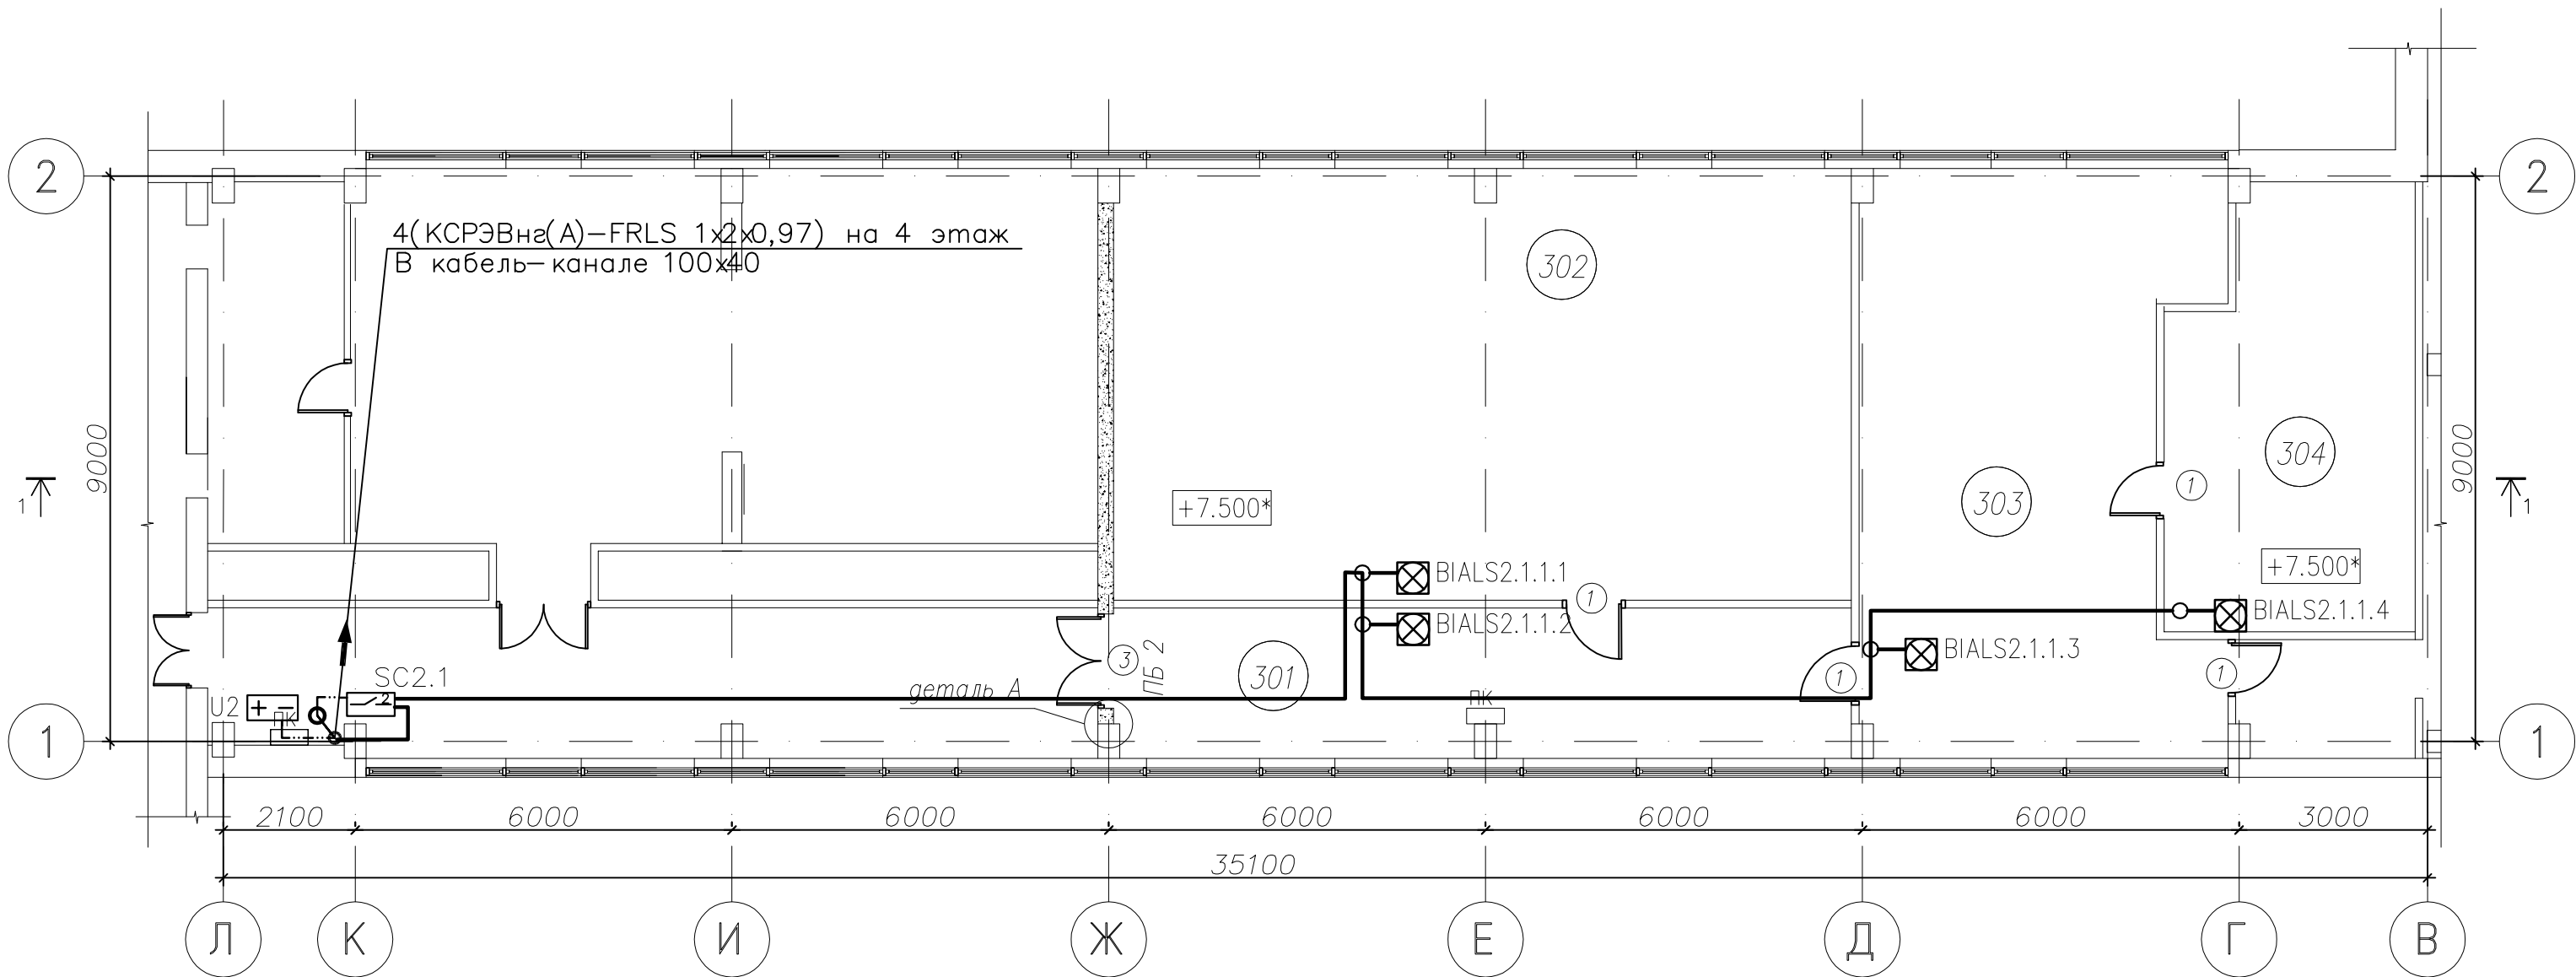 2
2
4(КСРЭВнг(А)-FRLS 1x2x0,97) на 4 этаж
В кабель-канале 100x40
302
9000
9000
304
303
1
1
1
+7.500*
+7.500*
BIALS2.1.1.1
1
BIALS2.1.1.2
BIALS2.1.1.4
BIALS2.1.1.3
3
ПБ 2
301
1
1
SC2.1
2
деталь А
U2
+ -
ПК
ПК
1
1
2100
6000
6000
6000
6000
6000
3000
35100
Л
К
И
Ж
Е
Д
Г
В